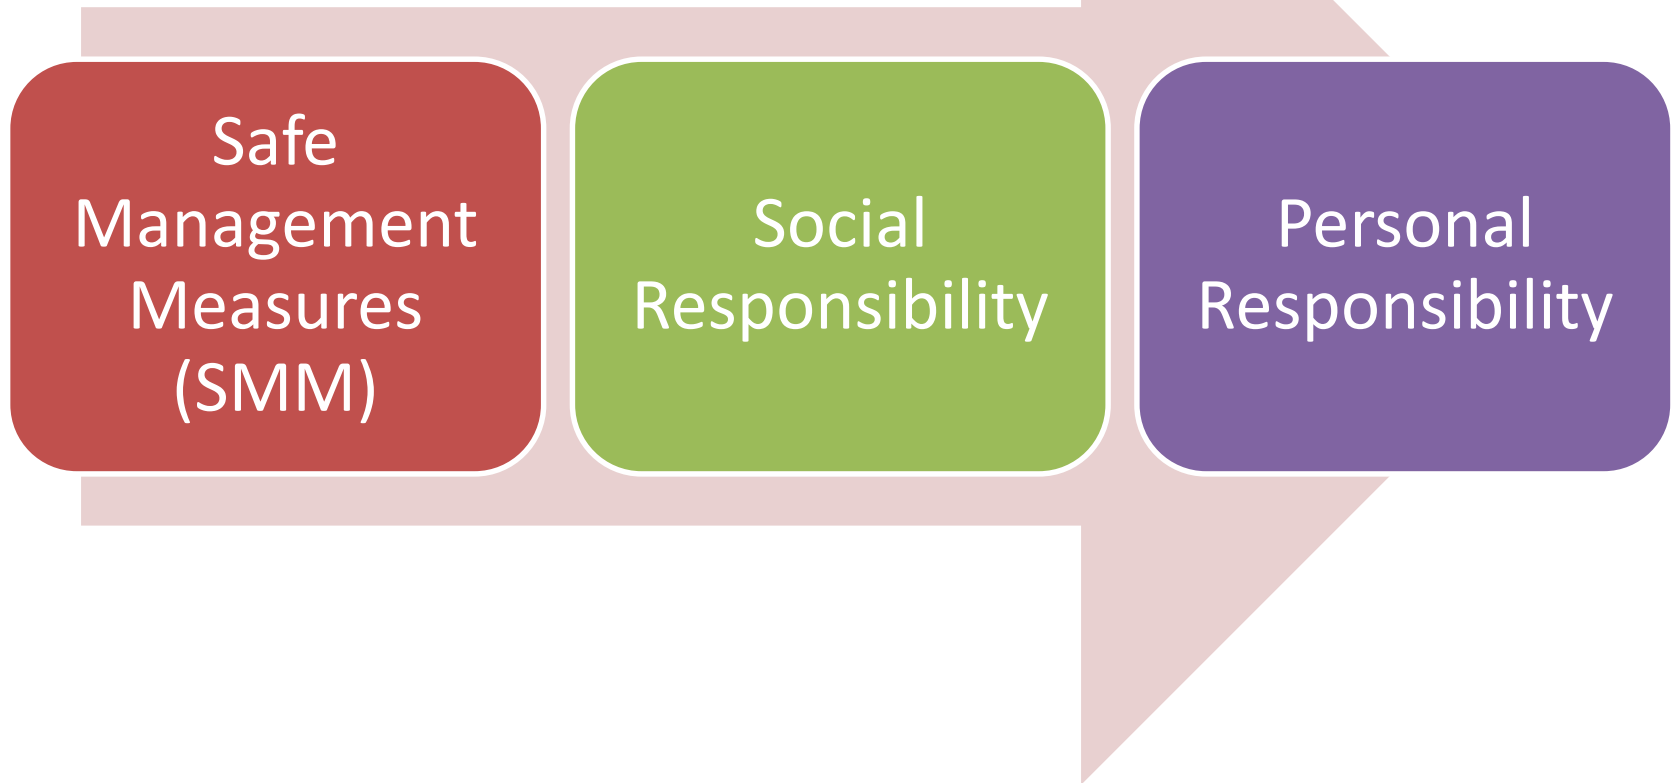 Safe
Management
Measures
(SMM)
Social
Responsibility
Personal
Responsibility